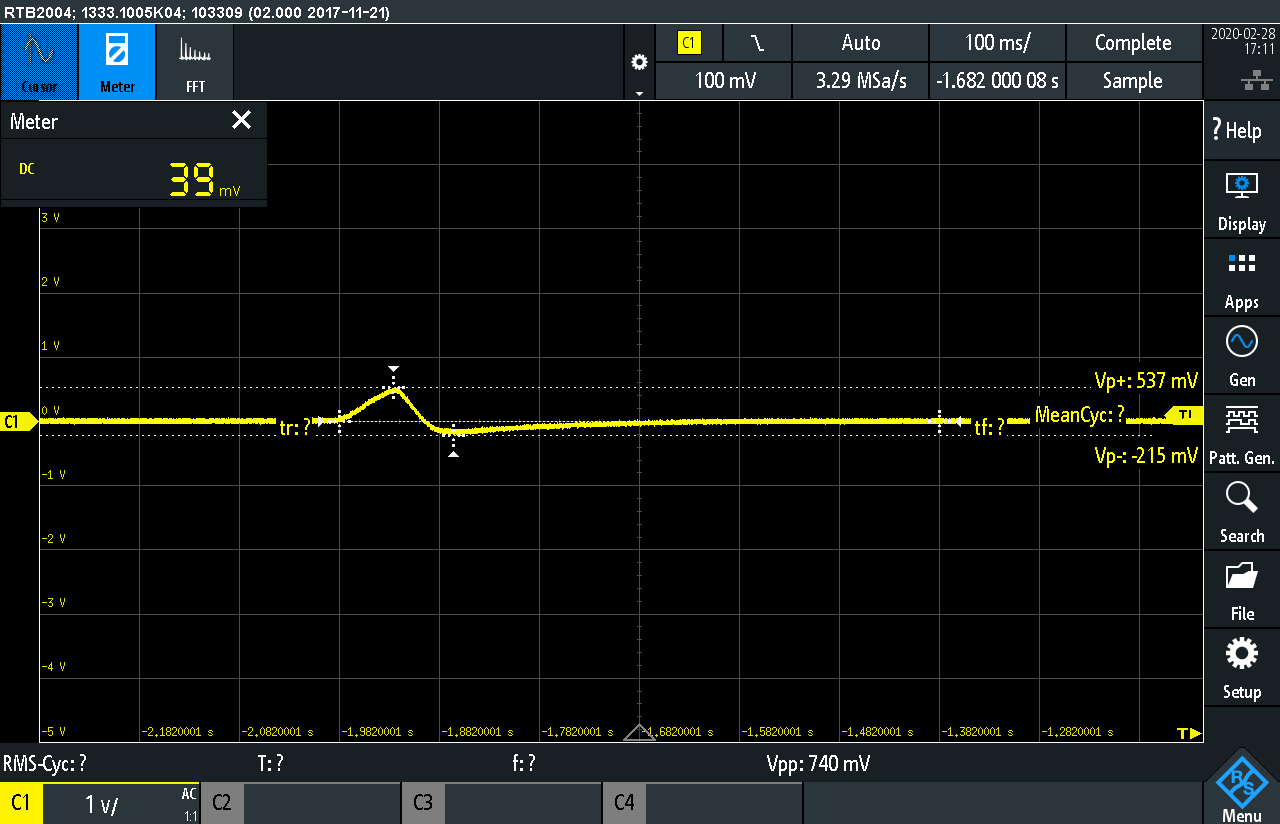 RTB2004; 1333.1005K04; 103309 (02.000 2017-11-21)
Cursor
Meter
FFT
C1
Auto
100 ms/
Complete
2020-02-28
17:11
100 mV
3.29 MSa/s
-1.682 000 08 s
Sample
Meter
DC
39 mV
? Help
Display
Apps
Gen
Patt. Gen.
Search
File
Setup
Menu
3 V
2 V
1 V
0 V
-1 V
-2 V
-3 V
-4 V
-5 V
C1
tr: ?
Vp+: 537 mV
MeanCyc: ?
T1
tf: ?
Vp-: -215 mV
-2.1820001 s
-2.0820001 s
-1.9820001 s
-1.8820001 s
-1.7820001 s
-1.6820001 s
-1.5820001 s
-1.4820001 s
-1.3820001 s
-1.2820001 s
T
RMS-Cyc: ?
T: ?
f: ?
Vpp: 740 mV
C1
1 V/
AC
1:1
C2
C3
C4
R&S